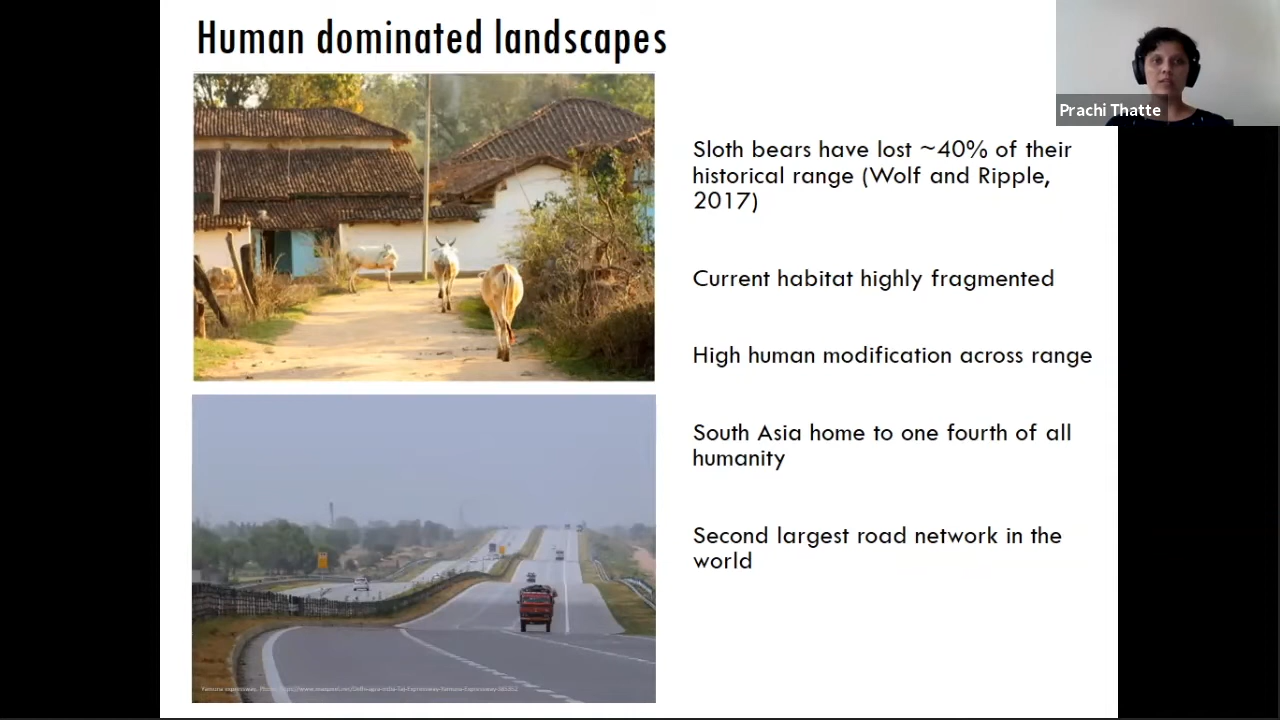 Human dominated landscapes
Prachi Thatte
Sloth bears have lost ~40% of their
historical range (Wolf and Ripple,
2017)
Current habitat highly fragmented
High human modification across range
South Asia home to one fourth of all
humanity
Second largest road network in the
world